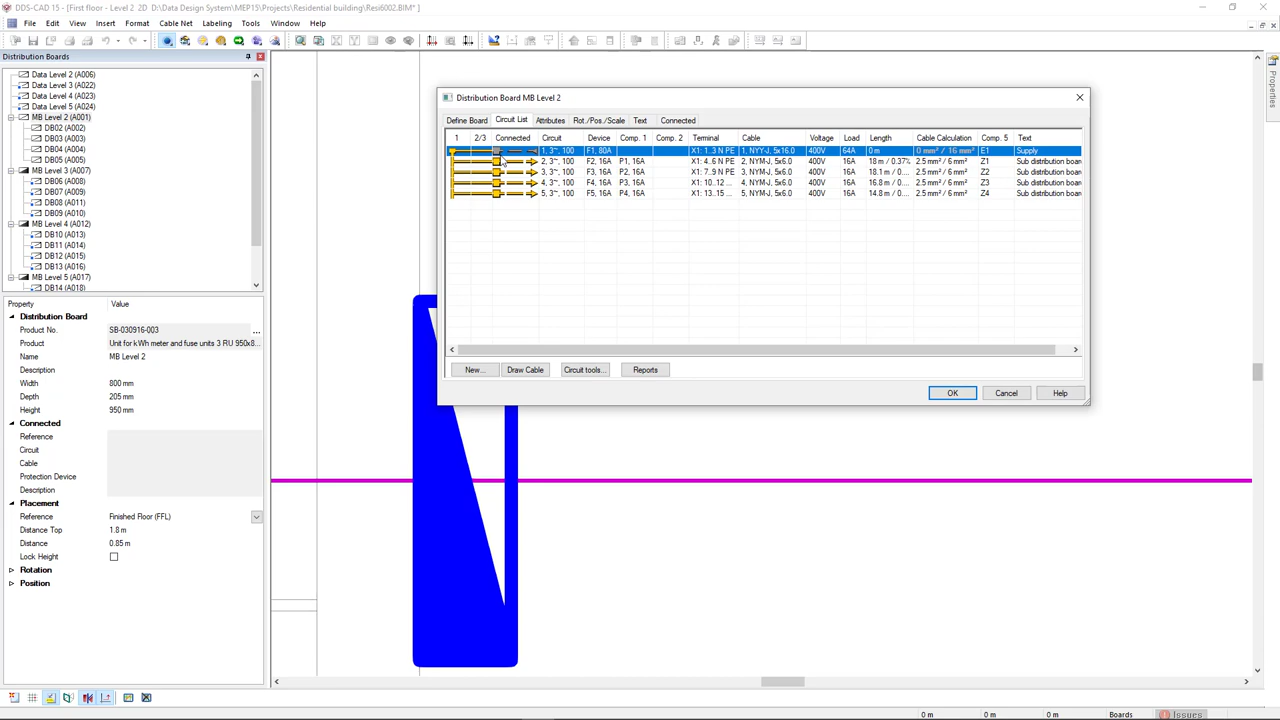 DDS-CAD 15 - [First floor - Level 2  2D  D:\Data Design System\MEP15\Projects\Residential building\Resi6002.BIM* ]
File Edit View Insert Format Cable Net Labeling Tools Window Help
Distribution Boards
Data Level 2 (A006)
Data Level 3 (A022)
Data Level 4 (A023)
Data Level 5 (A024)
MB Level 2 (A001)
DB02 (A002)
DB03 (A003)
DB04 (A004)
DB05 (A005)
MB Level 3 (A007)
DB06 (A008)
DB07 (A009)
DB08 (A011)
DB09 (A010)
MB Level 4 (A012)
DB10 (A013)
DB11 (A014)
DB12 (A015)
DB13 (A016)
MB Level 5 (A017)
DB14 (A018)
Property Value
Distribution Board
Product No. SB-030916-003 ...
Product Unit for kWh meter and fuse units 3 RU 950x8...
Name MB Level 2
Description
Width 800 mm
Depth 205 mm
Height 950 mm
Connected
Reference
Circuit
Cable
Protection Device
Description
Placement
Reference Finished Floor (FFL)
Distance Top 1.8 m
Distance 0.85 m
Lock Height
Rotation
Position
Distribution Board MB Level 2
Define Board Circuit List Attributes Rot./Pos./Scale Text Connected
1 2/3 Connected Circuit Device Comp. 1 Comp. 2 Terminal Cable Voltage Load Length Cable Calculation Comp. 5 Text
1, 3~, 100 F1, 80A X1: 1..3 N PE 1, NYY-J, 5x16.0 400V 64A 0 m 0 mm² / 16 mm² E1 Supply
2, 3~, 100 F2, 16A P1, 16A X1: 4..6 N PE 2, NYM-J, 5x6.0 400V 16A 18 m / 0.37% 2.5 mm² / 6 mm² Z1 Sub distribution board
3, 3~, 100 F3, 16A P2, 16A X1: 7..9 N PE 3, NYM-J, 5x6.0 400V 16A 18.1 m / 0.... 2.5 mm² / 6 mm² Z2 Sub distribution board
4, 3~, 100 F4, 16A P3, 16A X1: 10..12 ... 4, NYM-J, 5x6.0 400V 16A 16.8 m / 0.... 2.5 mm² / 6 mm² Z3 Sub distribution board
5, 3~, 100 F5, 16A P4, 16A X1: 13..15 ... 5, NYM-J, 5x6.0 400V 16A 14.8 m / 0.... 2.5 mm² / 6 mm² Z4 Sub distribution board
New... Draw Cable Circuit tools... Reports
OK Cancel Help
Properties
0 m 0 m 0 m Boards Issues